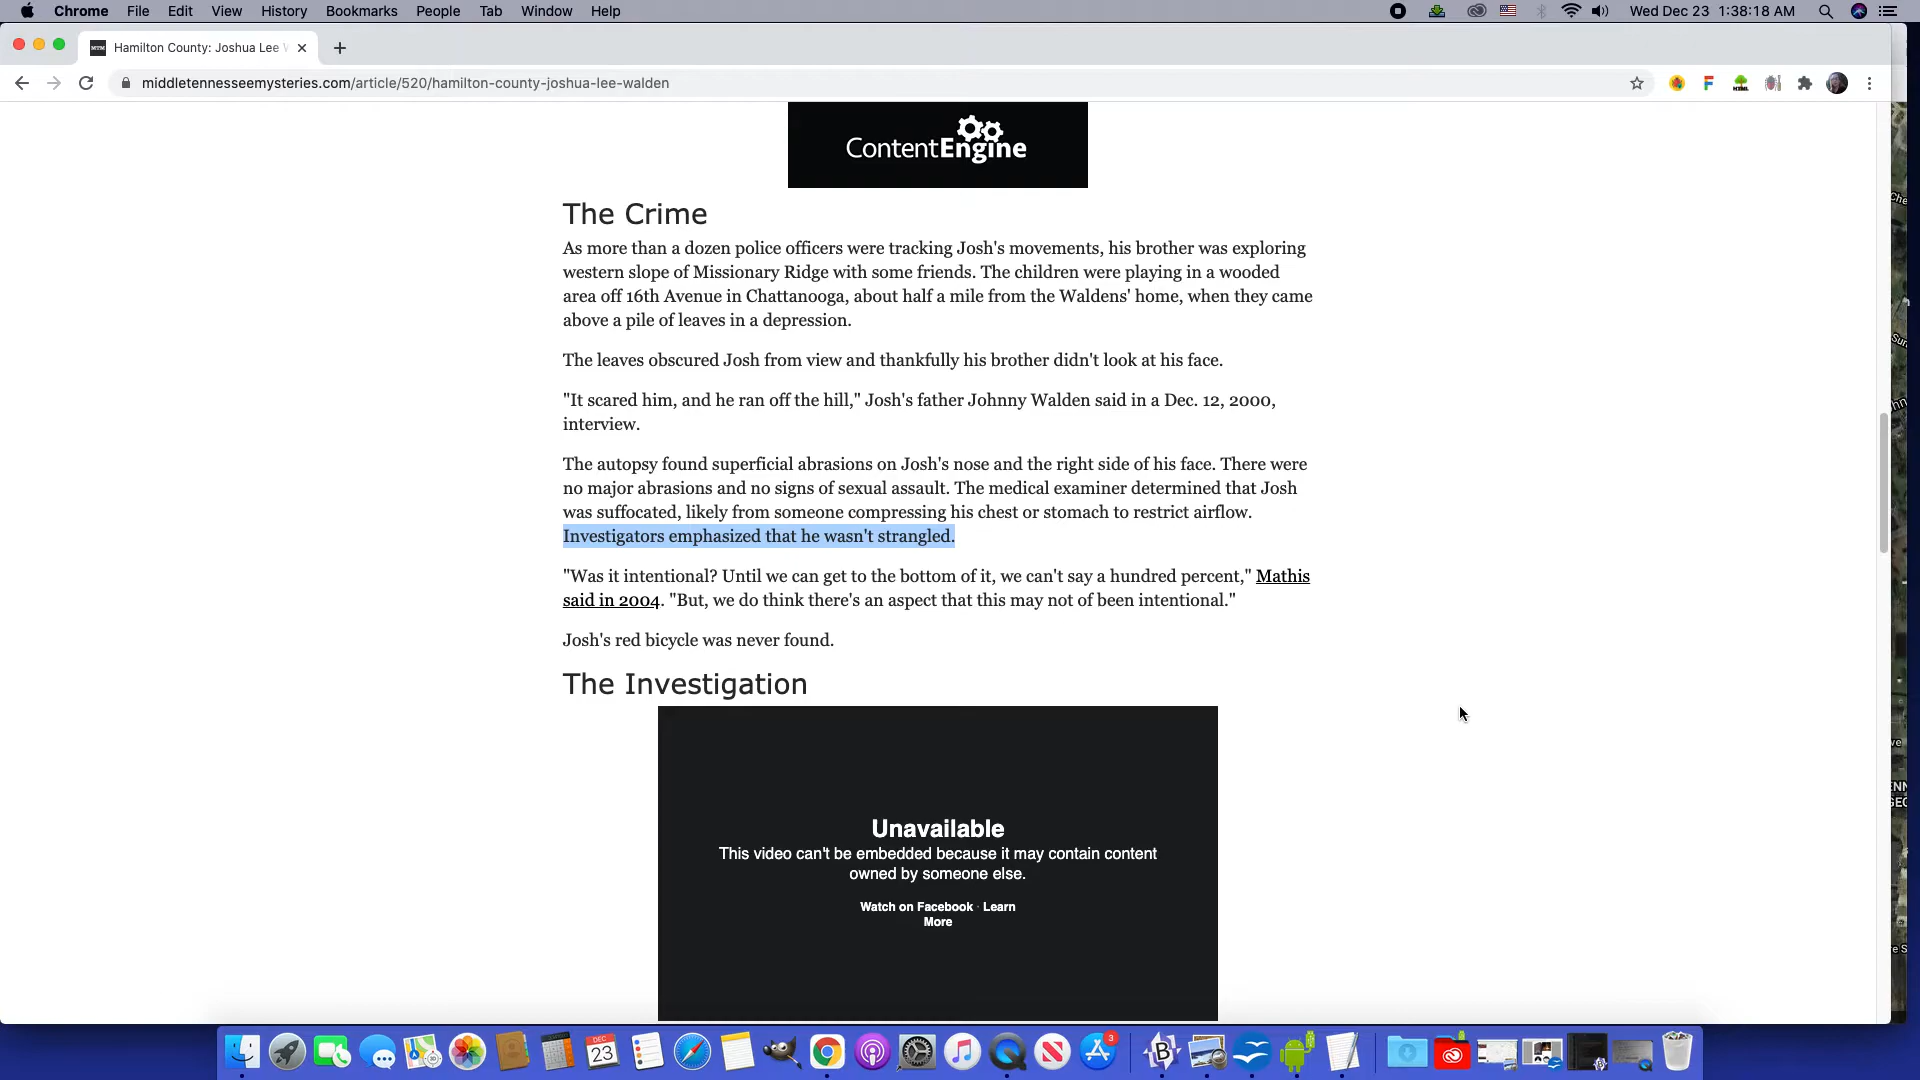 Chrome File Edit View History Bookmarks People Tab Window Help Wed Dec 23 1:38:18 AM
MTM Hamilton County: Joshua Lee W
middletennesseemysteries.com/article/520/hamilton-county-joshua-lee-walden
ContentEngine
The Crime
As more than a dozen police officers were tracking Josh's movements, his brother was exploring
western slope of Missionary Ridge with some friends. The children were playing in a wooded
area off 16th Avenue in Chattanooga, about half a mile from the Waldens' home, when they came
above a pile of leaves in a depression.
The leaves obscured Josh from view and thankfully his brother didn't look at his face.
"It scared him, and he ran off the hill," Josh's father Johnny Walden said in a Dec. 12, 2000,
interview.
The autopsy found superficial abrasions on Josh's nose and the right side of his face. There were
no major abrasions and no signs of sexual assault. The medical examiner determined that Josh
was suffocated, likely from someone compressing his chest or stomach to restrict airflow.
Investigators emphasized that he wasn't strangled.
"Was it intentional? Until we can get to the bottom of it, we can't say a hundred percent," Mathis
said in 2004. "But, we do think there's an aspect that this may not of been intentional."
Josh's red bicycle was never found.
The Investigation
Unavailable
This video can't be embedded because it may contain content
owned by someone else.
Watch on Facebook · Learn
More
DEC
23
3